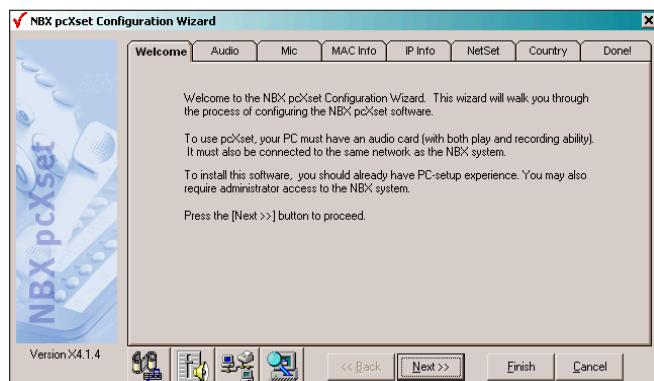 NBX pcXset Configuration Wizard
Welcome Audio Mic MAC Info IP Info NetSet Country Done!
Welcome to the NBX pcXset Configuration Wizard. This wizard will walk you through
the process of configuring the NBX pcXset software.
To use pcXset, your PC must have an audio card (with both play and recording ability).
It must also be connected to the same network as the NBX system.
To install this software, you should already have PC-setup experience. You may also
require administrator access to the NBX system.
Press the [Next >>] button to proceed.
NBX pcXset
Version X4.1.4
<< Back Next >> Finish Cancel